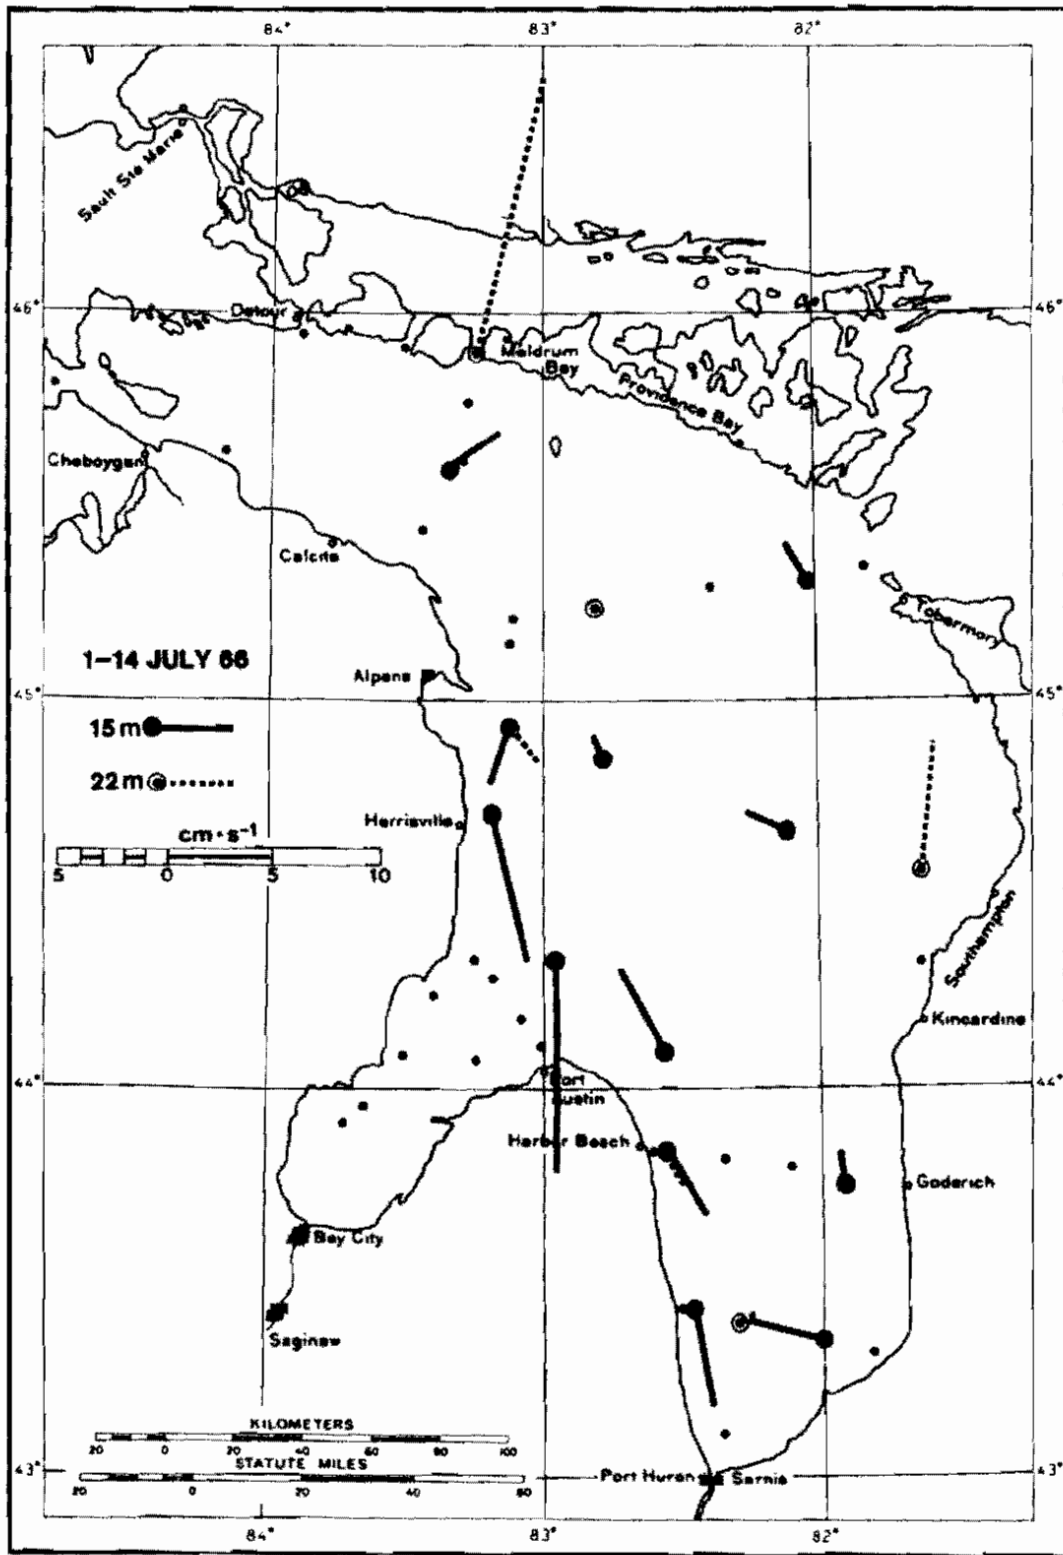 84° 83° 82°
Sault Ste Marie
46° 46°
Detour
Meldrum
Bay
Providence Bay
Cheboygan
Calcite
Tobermory
1–14 JULY 66
Alpena
45° 45°
15 m
22 m
Harrisville
cm·s⁻¹
5 0 5 10
Southampton
Kincardine
44° 44°
Port
Austin
Harbor Beach
Goderich
Bay City
Saginaw
KILOMETERS
20 0 20 40 60 80 100
STATUTE MILES
20 0 20 40 60
43° Port Huron Sarnia 43°
84° 83° 82°